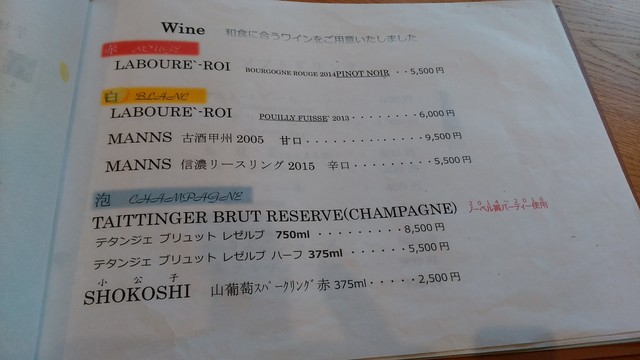 Wine 和食に合うワインをご用意いたしました
LABOURE`-ROI BOURGOGNE ROUGE 2014PINOT NOIR ・・5,500円
白 BLANC
LABOURE`-ROI POUILLY FUISSE' 2013・・・・・・・・6,000円
MANNS 古酒甲州 2005 甘口・・・・・・・・・・・・・・9,500円
MANNS 信濃リースリング 2015 辛口・・・・・・・・・5,500円
泡 CHAMPAGNE
TAITTINGER BRUT RESERVE(CHAMPAGNE) ノーベル賞パーティー使用
テタンジェ ブリュット レゼルブ 750ml ・・・・・・・・・8,500円
テタンジェ ブリュット レゼルブ ハーフ 375ml・・・・・・5,500円
小 公 子
SHOKOSHI 山葡萄スパークリング赤 375ml・・・・・2,500円